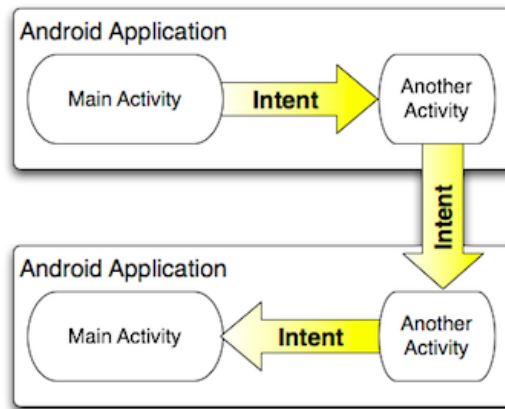 Android Application
Main Activity
Intent
Another
Activity
Intent
Android Application
Main Activity
Intent
Another
Activity